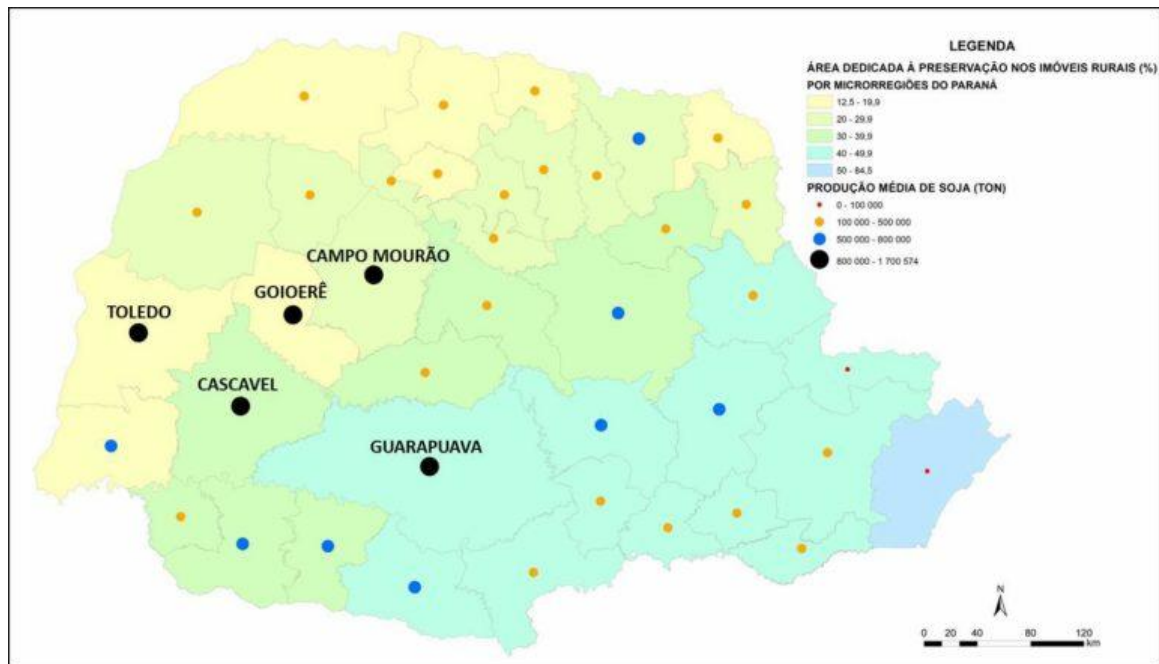 LEGENDA
ÁREA DEDICADA À PRESERVAÇÃO NOS IMÓVEIS RURAIS (%)
POR MICRORREGIÕES DO PARANÁ
12,5 - 19,9
20 - 29,9
30 - 39,9
40 - 49,9
50 - 84,5
PRODUÇÃO MÉDIA DE SOJA (TON)
0 - 100 000
100 000 - 500 000
500 000 - 800 000
800 000 - 1 700 574
CAMPO MOURÃO
GOIOERÊ
TOLEDO
CASCAVEL
GUARAPUAVA
N
0 20 40 80 120
km